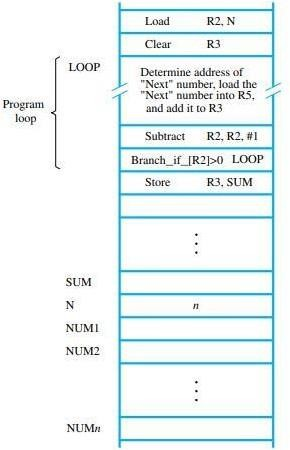 Load R2, N
Clear R3
LOOP
Determine address of
"Next" number, load the
"Next" number into R5,
and add it to R3
Program
loop
Subtract R2, R2, #1
Branch_if_[R2]>0 LOOP
Store R3, SUM
SUM
N n
NUM1
NUM2
NUMn